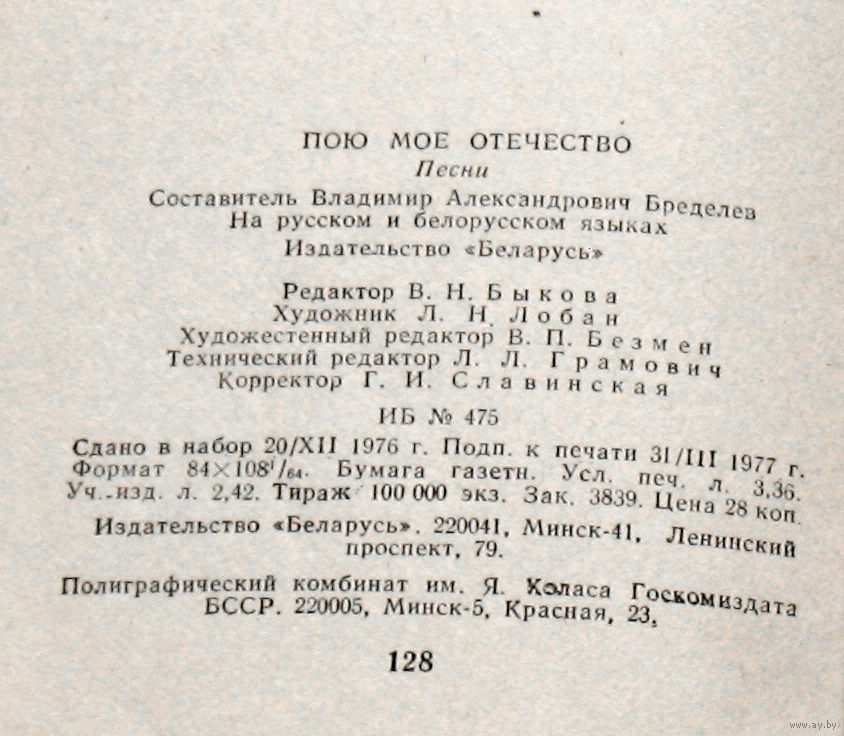 ПОЮ МОЕ ОТЕЧЕСТВО
Песни
Составитель Владимир Александрович Бределев
На русском и белорусском языках
Издательство «Беларусь»
Редактор В. Н. Быкова
Художник Л. Н. Лобан
Художестенный редактор В. П. Безмен
Технический редактор Л. Л. Грамович
Корректор Г. И. Славинская
ИБ № 475
Сдано в набор 20/XII 1976 г. Подп. к печати 31/III 1977 г.
Формат 84×108¹/₆₄. Бумага газетн. Усл. печ. л. 3,36.
Уч.-изд. л. 2,42. Тираж 100 000 экз. Зак. 3839. Цена 28 коп.
Издательство «Беларусь». 220041, Минск-41, Ленинский
проспект, 79.
Полиграфический комбинат им. Я. Коласа Госкомиздата
БССР. 220005, Минск-5, Красная, 23.
128
www.ay.by